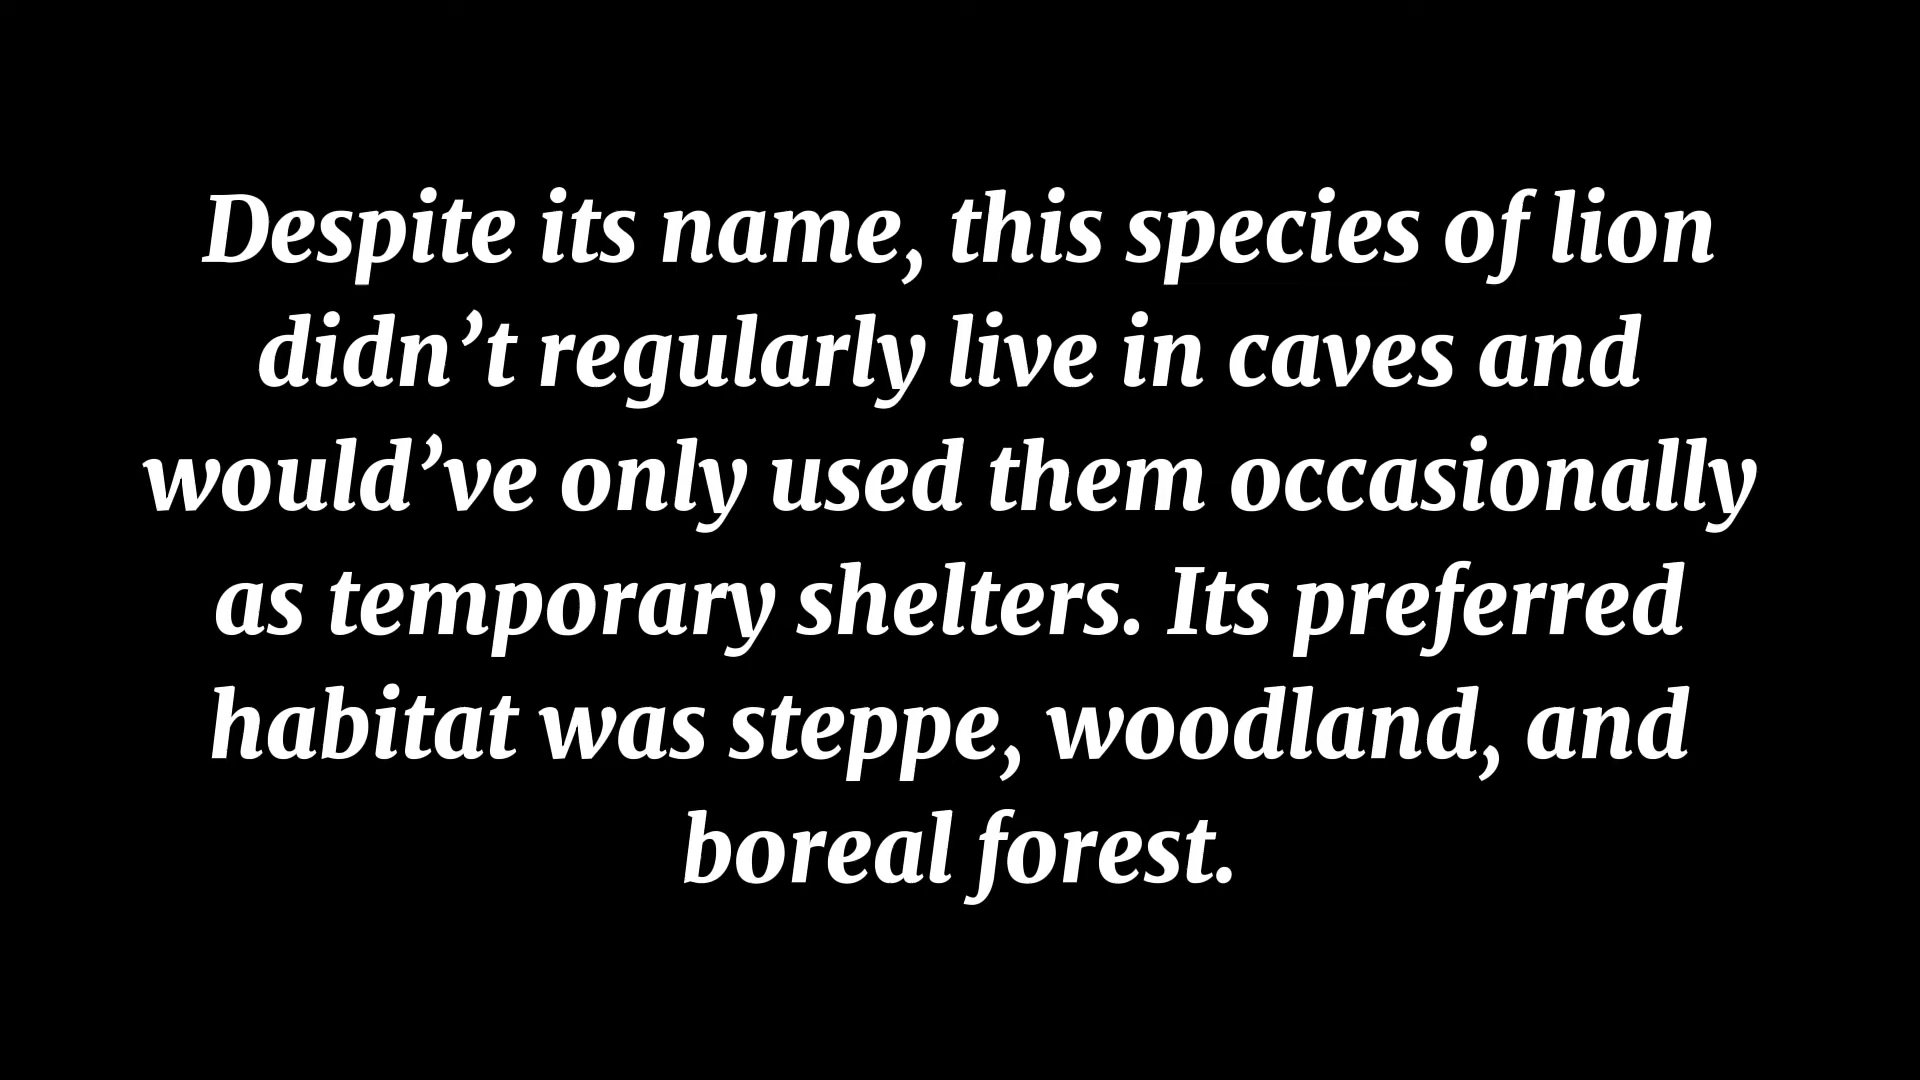 Despite its name, this species of lion
didn’t regularly live in caves and
would’ve only used them occasionally
as temporary shelters. Its preferred
habitat was steppe, woodland, and
boreal forest.